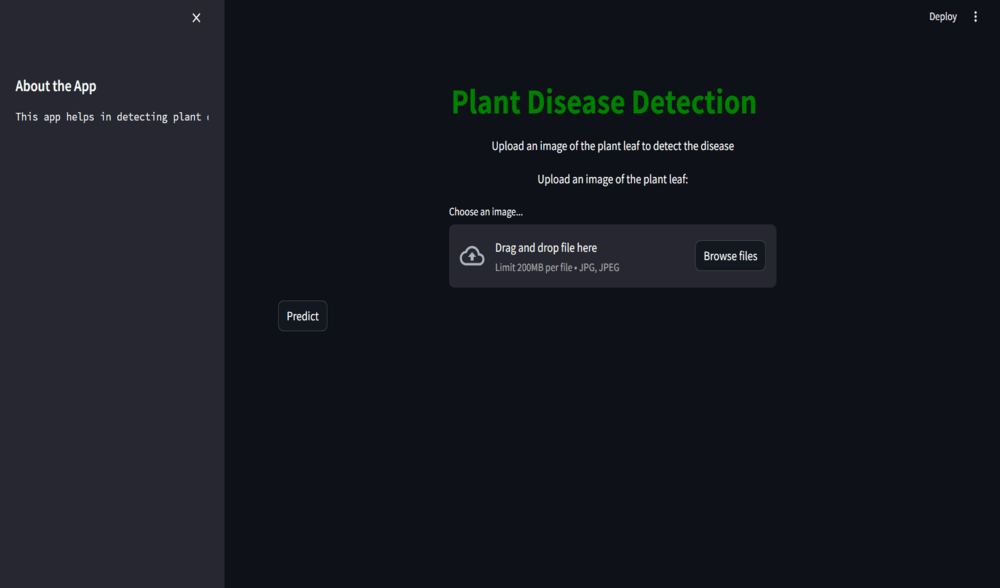 About the App
This app helps in detecting plant
Deploy
Plant Disease Detection
Upload an image of the plant leaf to detect the disease
Upload an image of the plant leaf:
Choose an image...
Drag and drop file here
Limit 200MB per file • JPG, JPEG
Browse files
Predict